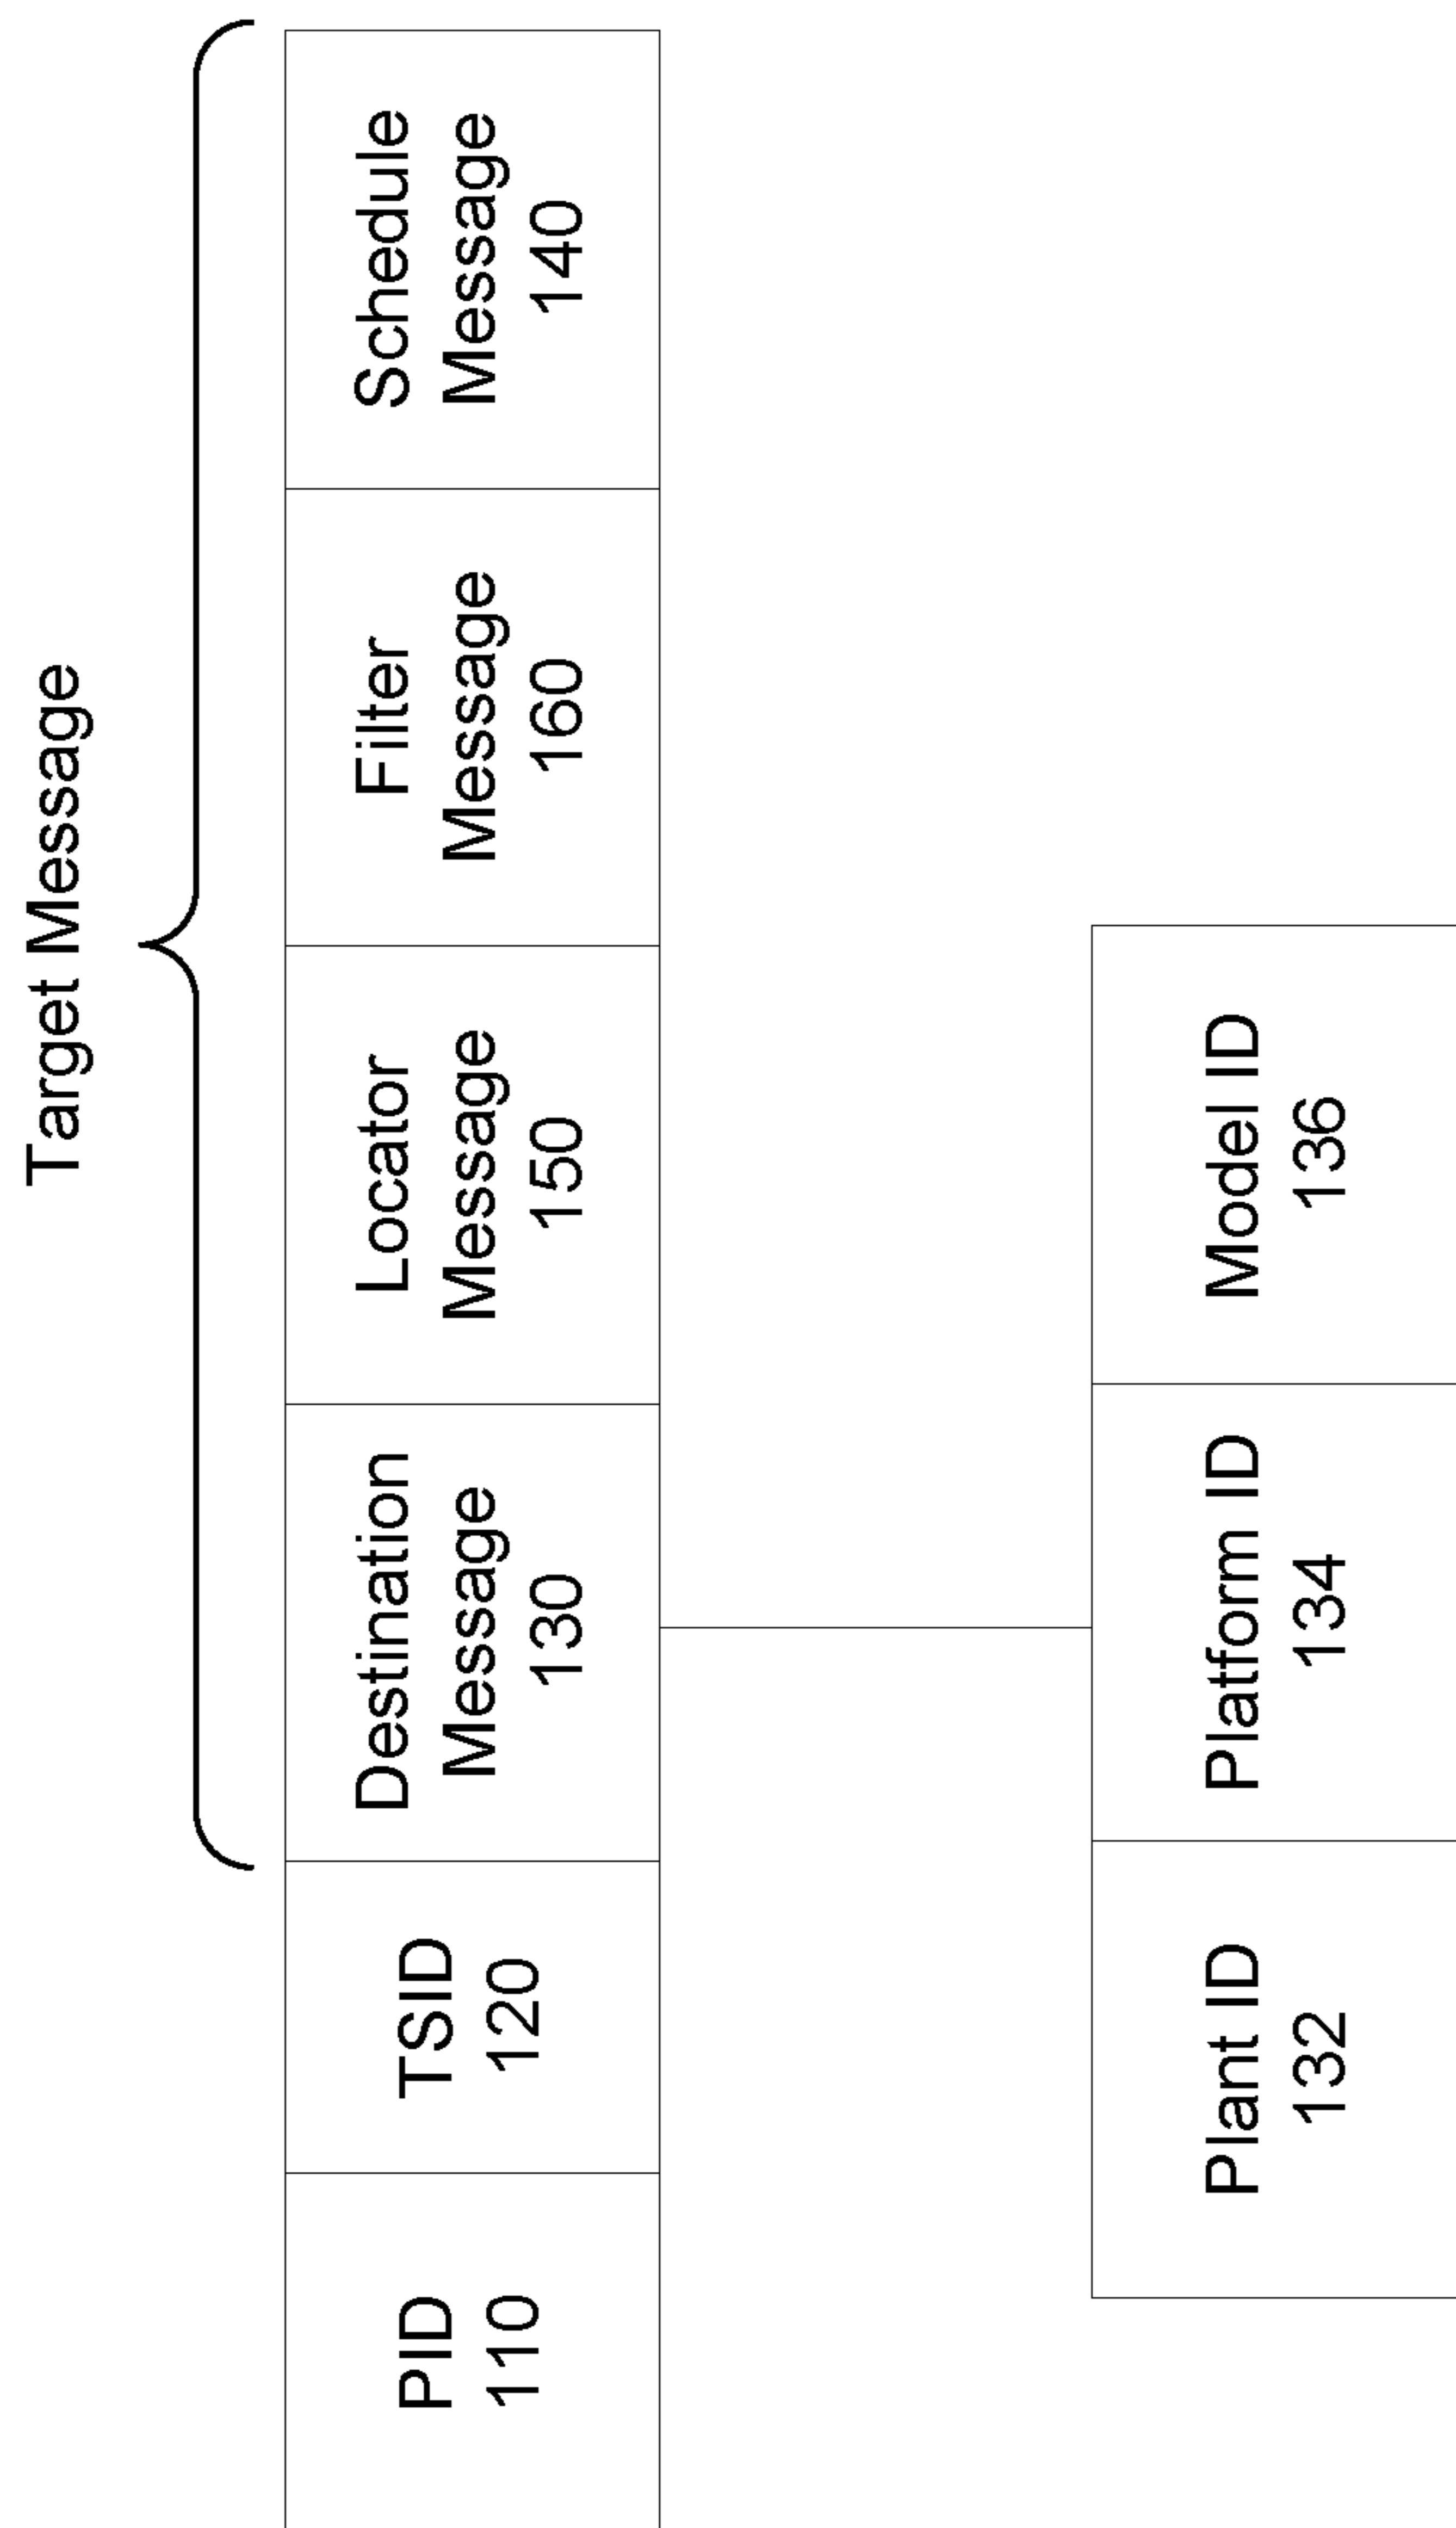 Target Message
PID
110
TSID
120
Destination
Message
130
Locator
Message
150
Filter
Message
160
Schedule
Message
140
Plant ID
132
Platform ID
134
Model ID
136